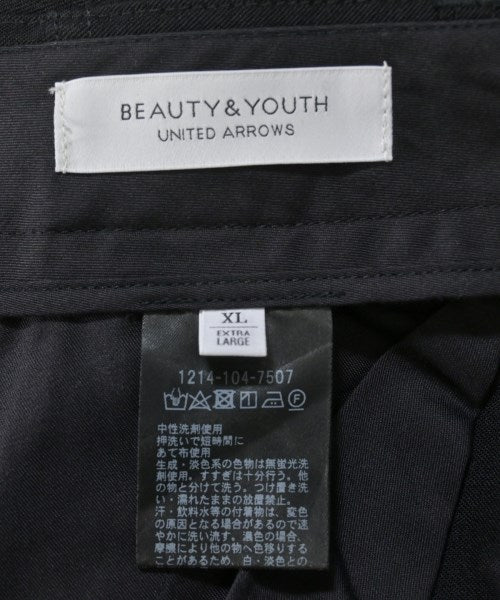 BEAUTY&YOUTH
UNITED ARROWS
XL
EXTRA
LARGE
1214-104-7507
中性洗剤使用
押洗いで短時間に
あて布使用
生成・淡色系の色物は無蛍光洗
剤使用。すすぎは十分行う。他
の物と分けて洗う。つけ置き洗
い・濡れたままの放置禁止。
汗・飲料水等の付着物は、変色
の原因となる場合があるので速
やかに洗い流す。濃色の場合、
摩擦により他の物へ色移りする
ことがあるため、白・淡色との